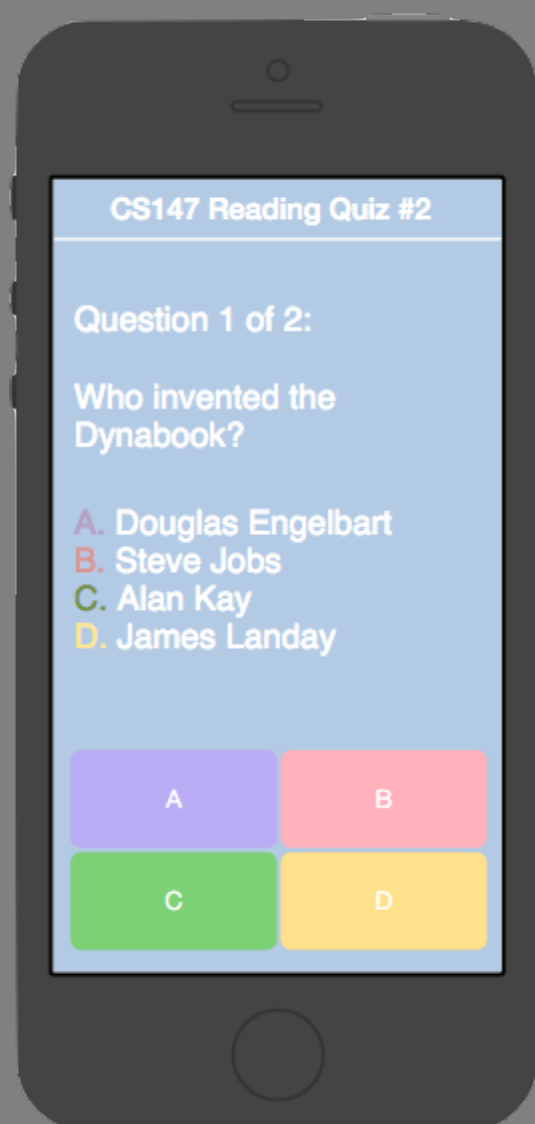 CS147 Reading Quiz #2
Question 1 of 2:
Who invented the
Dynabook?
A. Douglas Engelbart
B. Steve Jobs
C. Alan Kay
D. James Landay
A
B
C
D